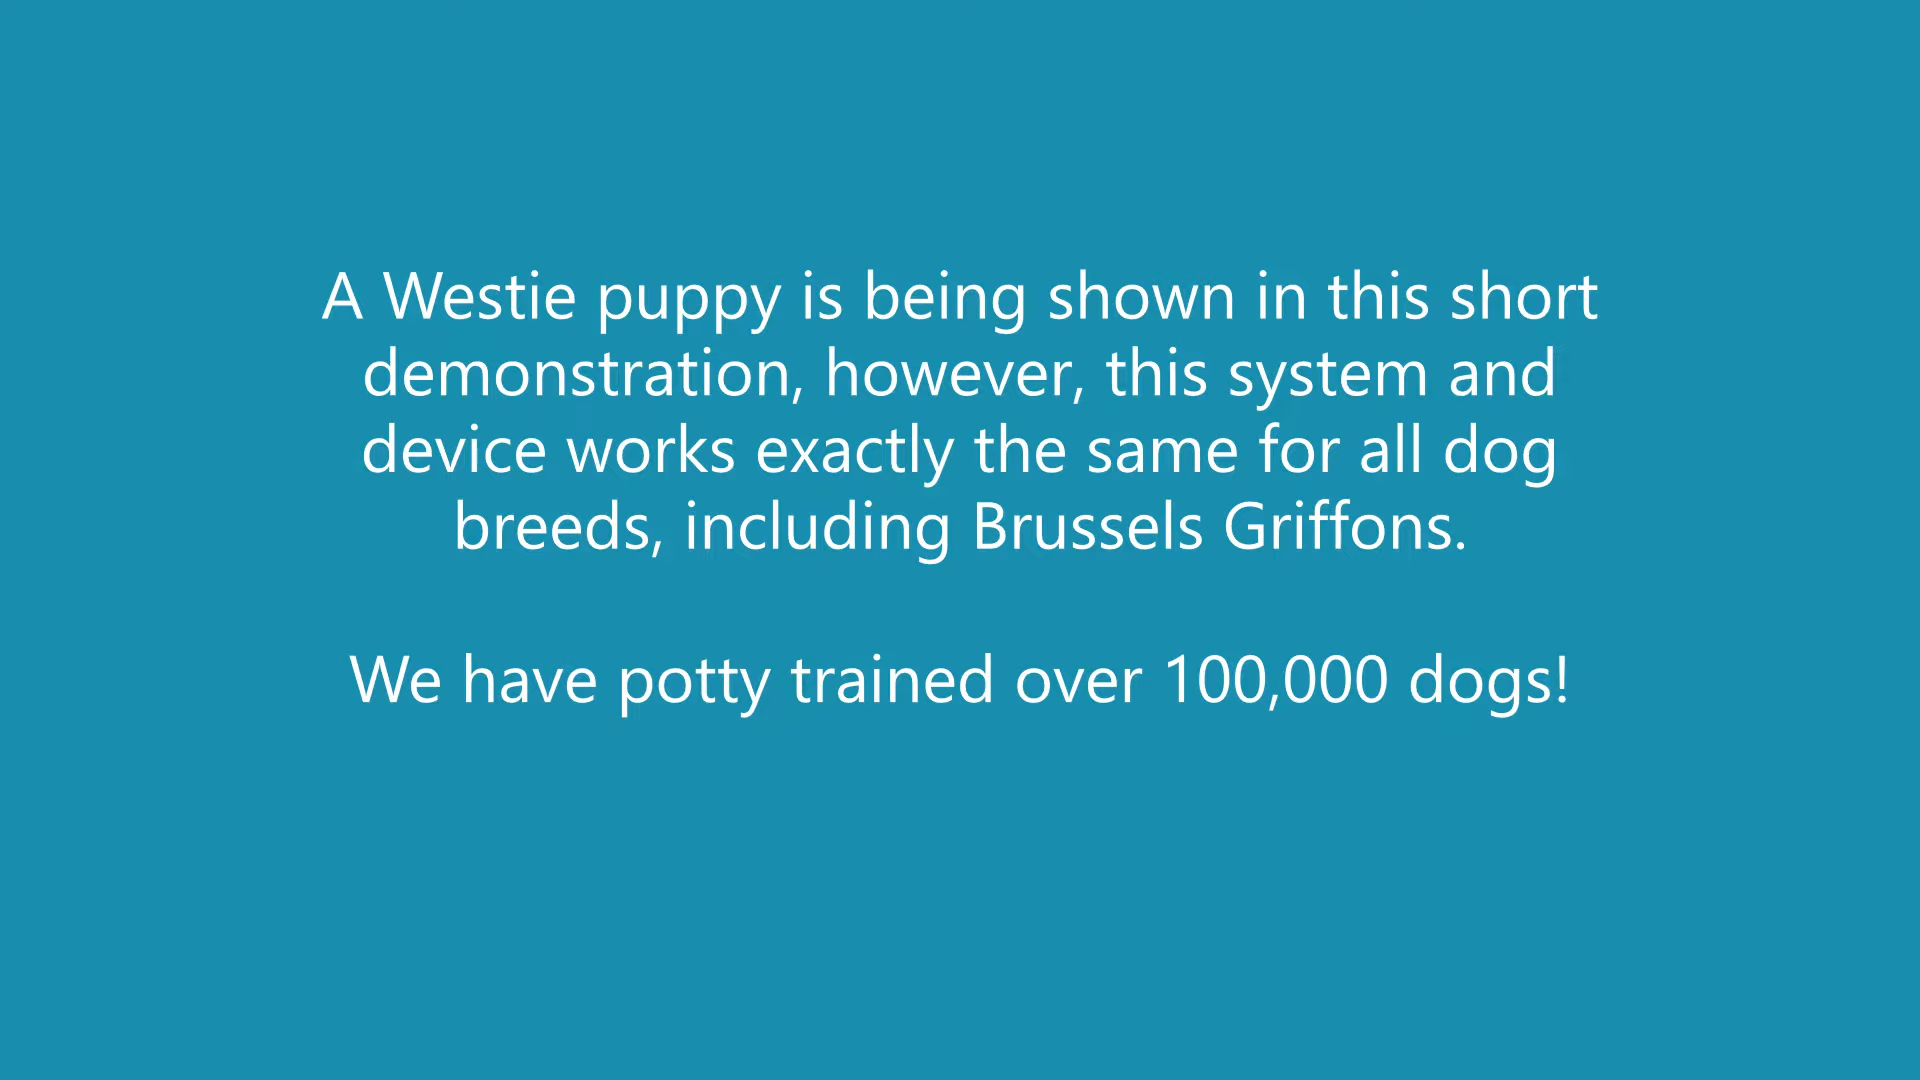 A Westie puppy is being shown in this short
demonstration, however, this system and
device works exactly the same for all dog
breeds, including Brussels Griffons.
We have potty trained over 100,000 dogs!